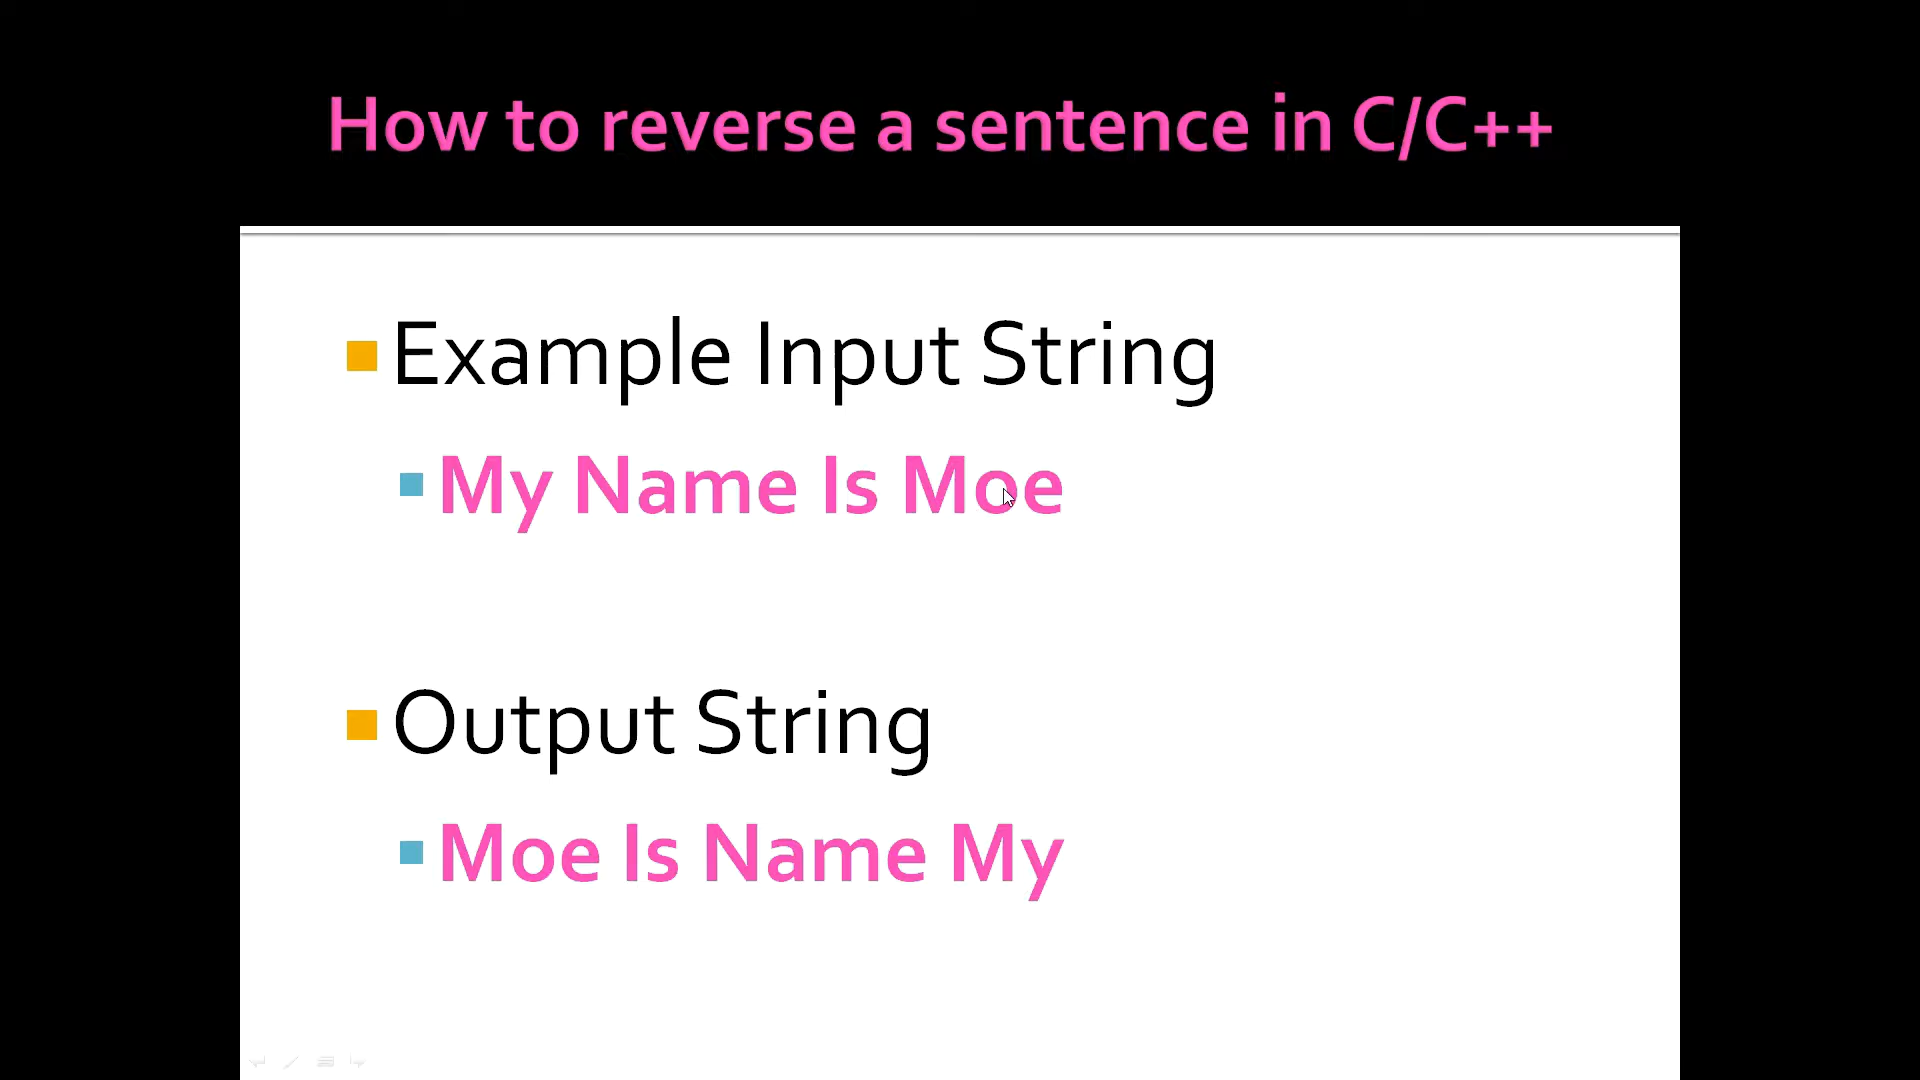 How to reverse a sentence in C/C++
Example Input String
My Name Is Moe
Output String
Moe Is Name My